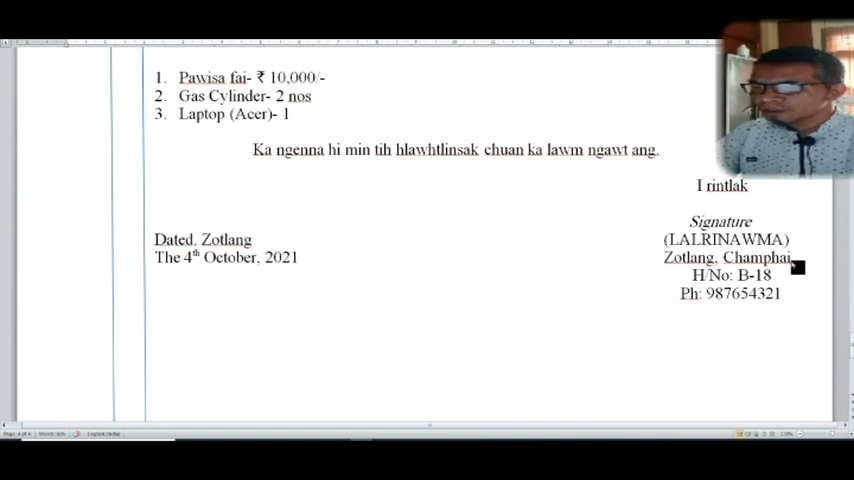 1. Pawisa fai- ₹ 10,000/-
2. Gas Cylinder- 2 nos
3. Laptop (Acer)- 1
Ka ngenna hi min tih hlawhtlinsak chuan ka lawm ngawt ang.
I rintlak
Signature
Dated. Zotlang (LALRINAWMA)
The 4th October, 2021 Zotlang, Champhai
H/No: B-18
Ph: 987654321
English (India)